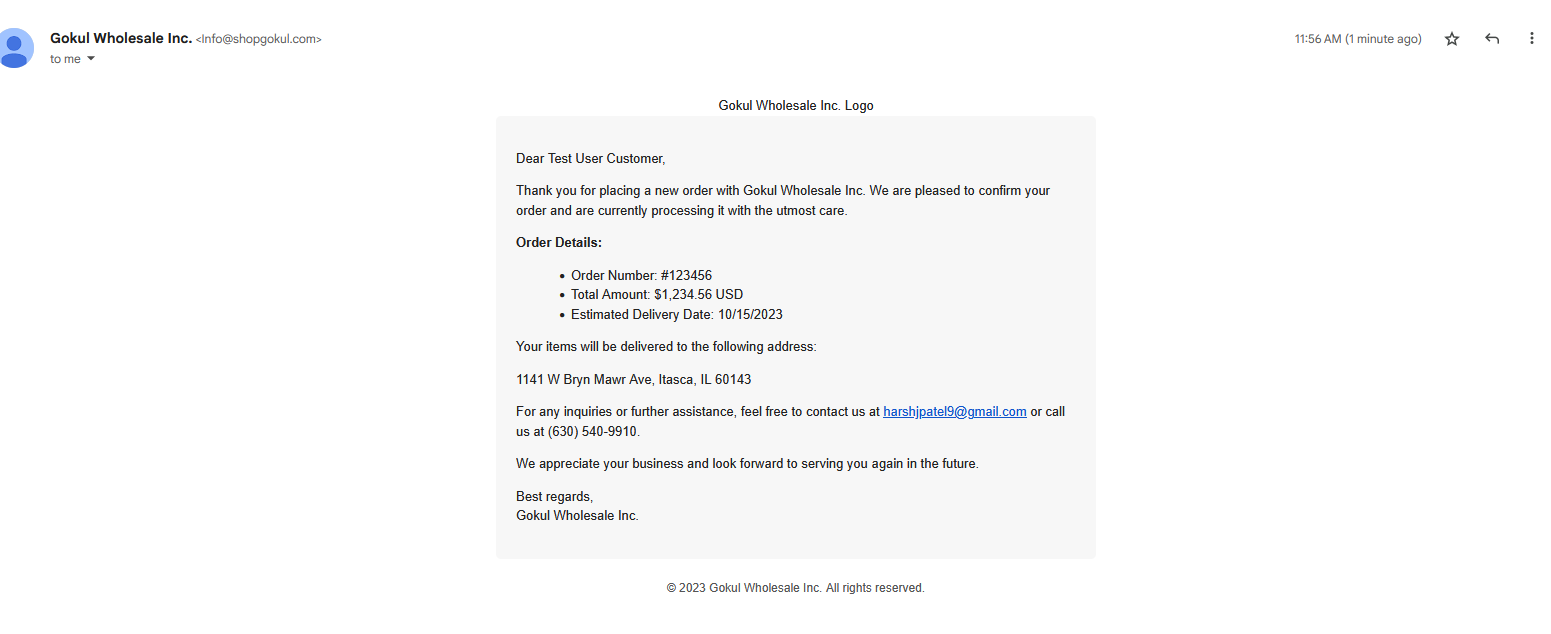 Gokul Wholesale Inc. <Info@shopgokul.com>
11:56 AM (1 minute ago)
to me
Gokul Wholesale Inc. Logo
Dear Test User Customer,
Thank you for placing a new order with Gokul Wholesale Inc. We are pleased to confirm your
order and are currently processing it with the utmost care.
Order Details:
• Order Number: #123456
• Total Amount: $1,234.56 USD
• Estimated Delivery Date: 10/15/2023
Your items will be delivered to the following address:
1141 W Bryn Mawr Ave, Itasca, IL 60143
For any inquiries or further assistance, feel free to contact us at harshjpatel9@gmail.com or call
us at (630) 540-9910.
We appreciate your business and look forward to serving you again in the future.
Best regards,
Gokul Wholesale Inc.
© 2023 Gokul Wholesale Inc. All rights reserved.